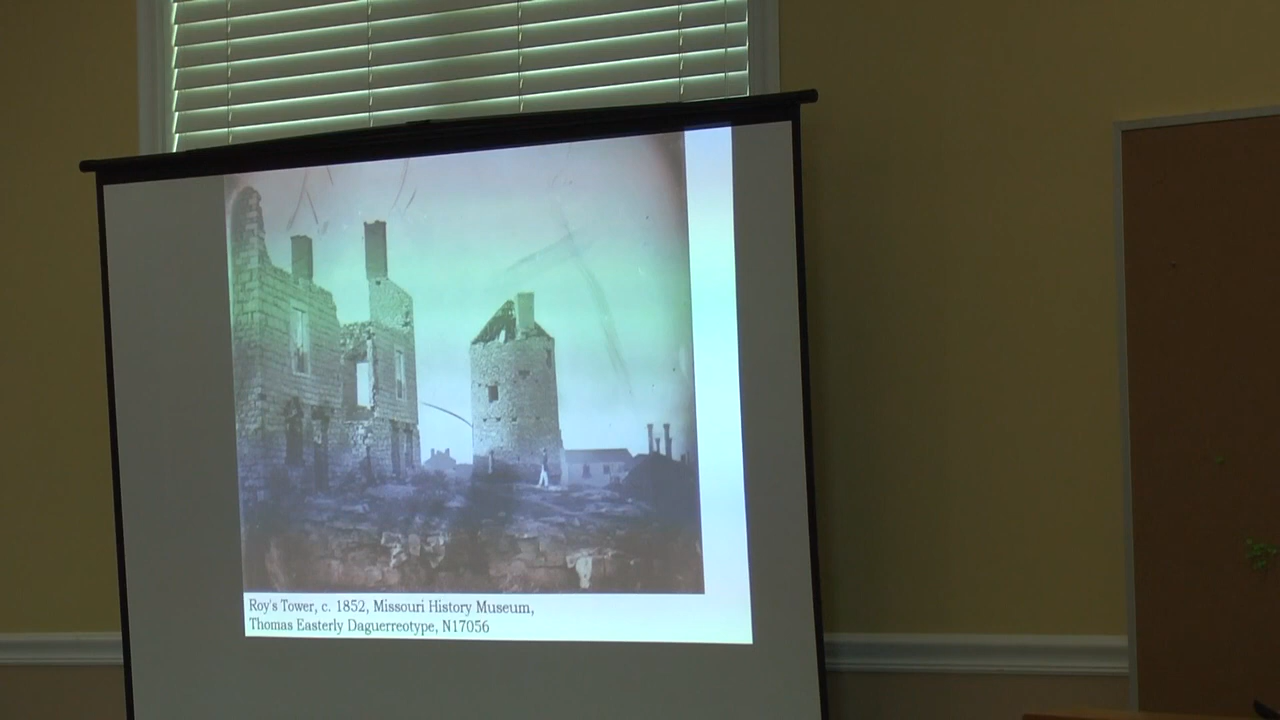 Roy's Tower, c. 1852, Missouri History Museum,
Thomas Easterly Daguerreotype, N17056